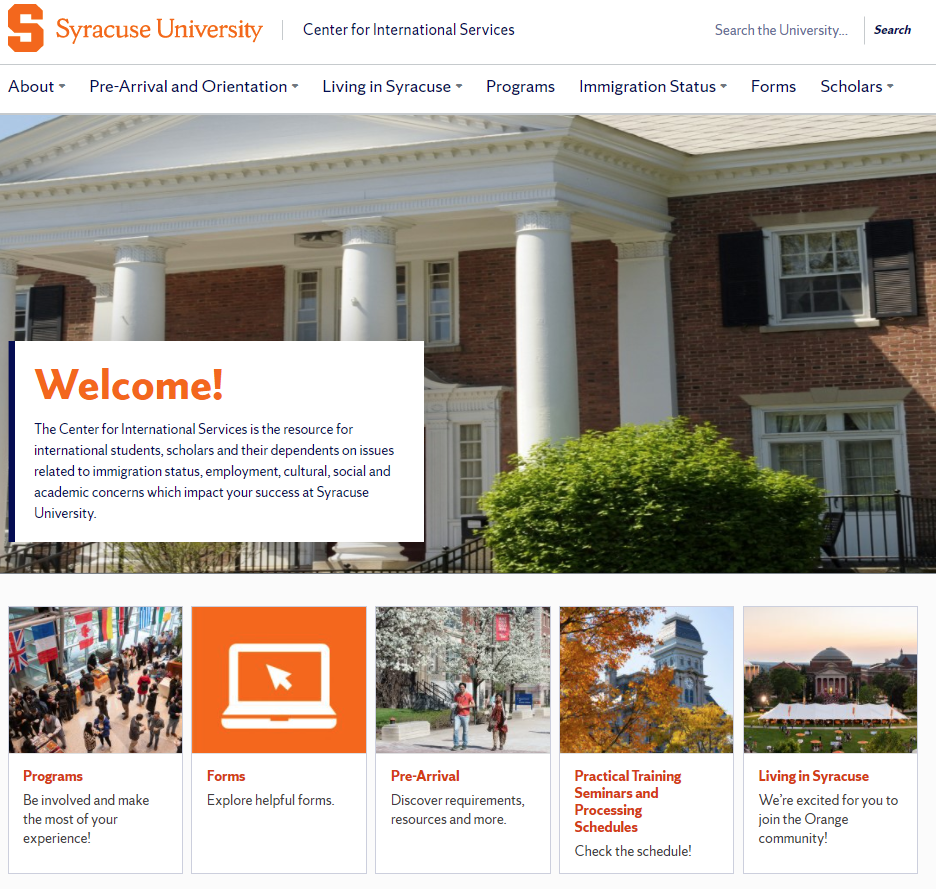 S Syracuse University
Center for International Services
Search the University...
Search
About
Pre-Arrival and Orientation
Living in Syracuse
Programs
Immigration Status
Forms
Scholars
Welcome!
The Center for International Services is the resource for
international students, scholars and their dependents on issues
related to immigration status, employment, cultural, social and
academic concerns which impact your success at Syracuse
University.
Programs
Be involved and make
the most of your
experience!
Forms
Explore helpful forms.
Pre-Arrival
Discover requirements,
resources and more.
Practical Training
Seminars and
Processing
Schedules
Check the schedule!
Living in Syracuse
We're excited for you to
join the Orange
community!